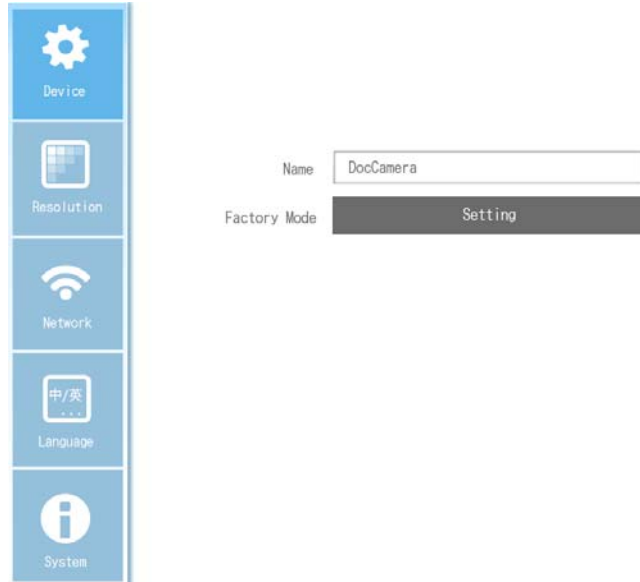 Device
Resolution
Network
中/英
...
Language
System
Name
DocCamera
Factory Mode
Setting